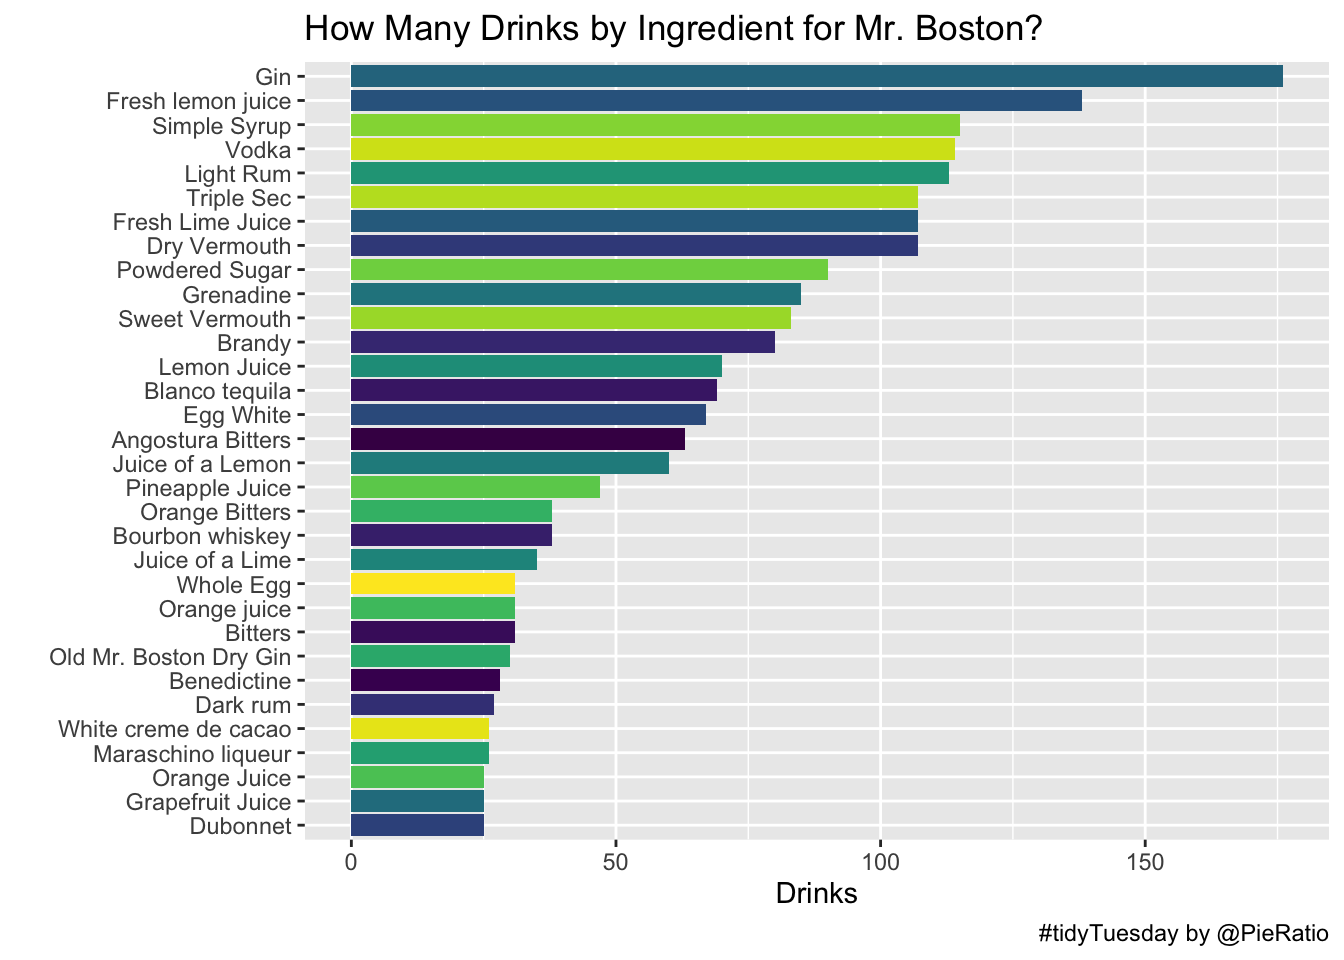 How Many Drinks by Ingredient for Mr. Boston?
Gin
Fresh lemon juice
Simple Syrup
Vodka
Light Rum
Triple Sec
Fresh Lime Juice
Dry Vermouth
Powdered Sugar
Grenadine
Sweet Vermouth
Brandy
Lemon Juice
Blanco tequila
Egg White
Angostura Bitters
Juice of a Lemon
Pineapple Juice
Orange Bitters
Bourbon whiskey
Juice of a Lime
Whole Egg
Orange juice
Bitters
Old Mr. Boston Dry Gin
Benedictine
Dark rum
White creme de cacao
Maraschino liqueur
Orange Juice
Grapefruit Juice
Dubonnet
0 50 100 150
Drinks
#tidyTuesday by @PieRatio